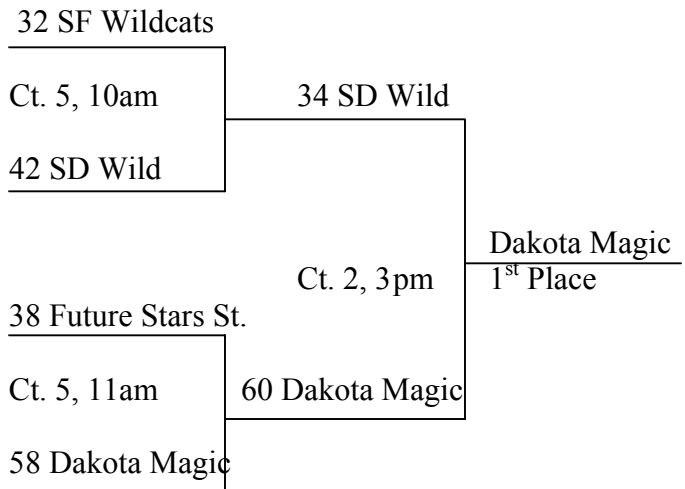 32 SF Wildcats
Ct. 5, 10am
34 SD Wild
42 SD Wild
Dakota Magic
Ct. 2, 3pm
1st Place
38 Future Stars St.
Ct. 5, 11am
60 Dakota Magic
58 Dakota Magic